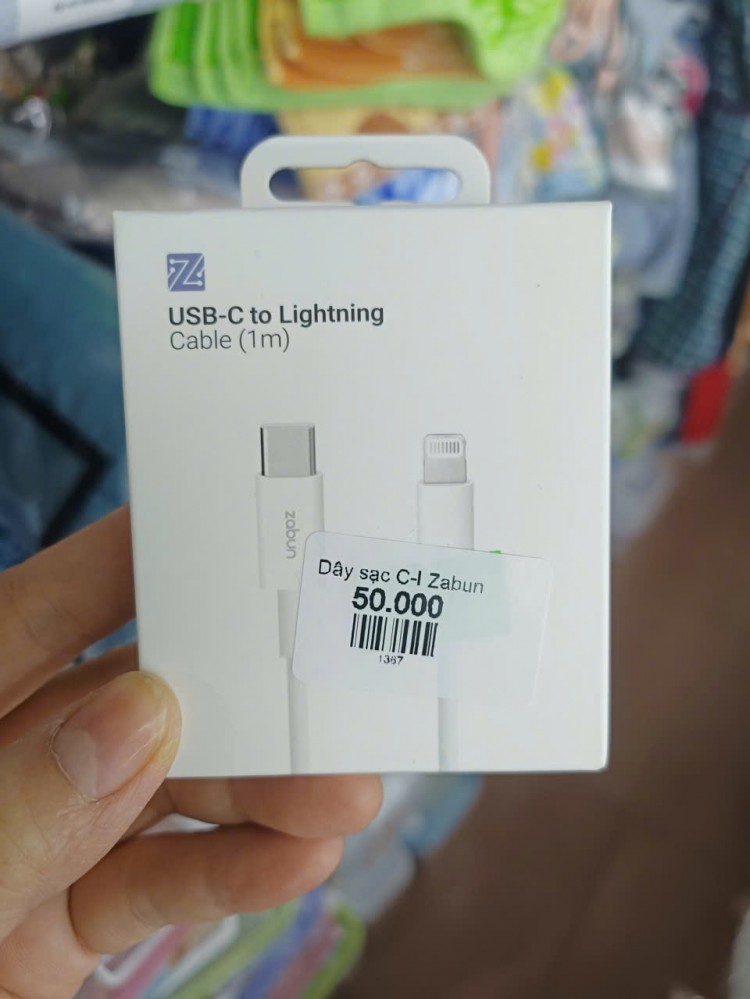 USB-C to Lightning
Cable (1m)
zabun
Dây sạc C-I Zabun
50.000
1367